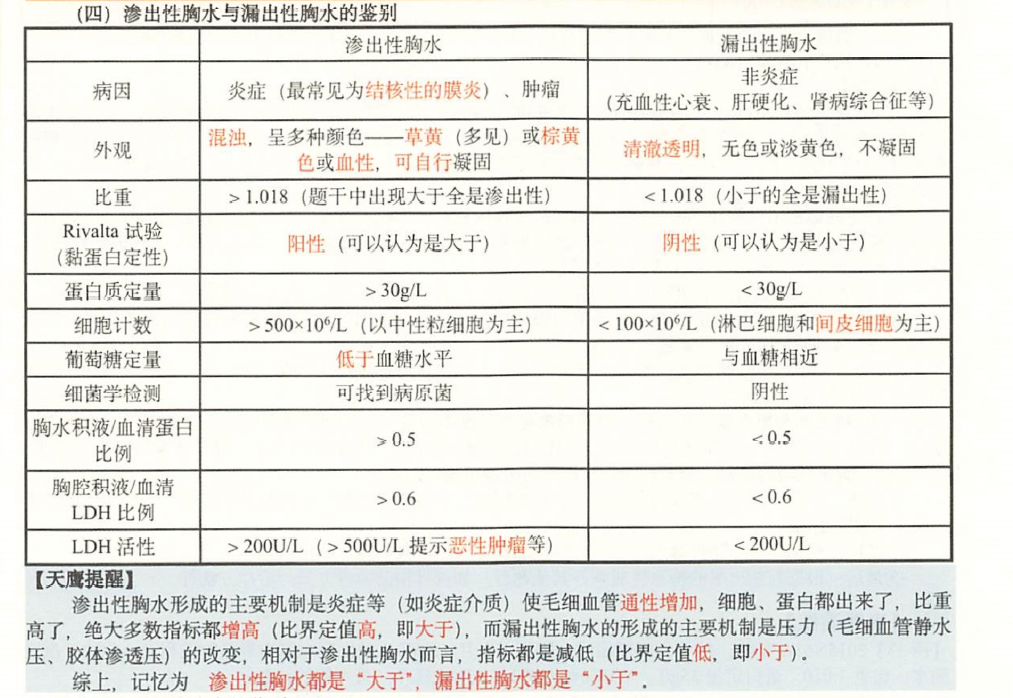 （四）渗出性胸水与漏出性胸水的鉴别
渗出性胸水 漏出性胸水
病因 炎症（最常见为结核性的膜炎）、肿瘤 非炎症
（充血性心衰、肝硬化、肾病综合征等）
外观 混浊，呈多种颜色——草黄（多见）或棕黄
色或血性，可自行凝固 清澈透明，无色或淡黄色，不凝固
比重 ＞1.018（题干中出现大于全是渗出性） ＜1.018（小于的全是漏出性）
Rivalta 试验
（黏蛋白定性） 阳性（可以认为是大于） 阴性（可以认为是小于）
蛋白质定量 ＞30g/L ＜30g/L
细胞计数 ＞500×10⁶/L（以中性粒细胞为主） ＜100×10⁶/L（淋巴细胞和间皮细胞为主）
葡萄糖定量 低于血糖水平 与血糖相近
细菌学检测 可找到病原菌 阴性
胸水积液/血清蛋白
比例 ＞0.5 ＜0.5
胸腔积液/血清
LDH 比例 ＞0.6 ＜0.6
LDH 活性 ＞200U/L（＞500U/L 提示恶性肿瘤等） ＜200U/L
【天鹰提醒】
渗出性胸水形成的主要机制是炎症等（如炎症介质）使毛细血管通性增加，细胞、蛋白都出来了，比重
高了，绝大多数指标都增高（比界定值高，即大于），而漏出性胸水的形成的主要机制是压力（毛细血管静水
压、胶体渗透压）的改变，相对于渗出性胸水而言，指标都是减低（比界定值低，即小于）.
综上，记忆为 渗出性胸水都是“大于”，漏出性胸水都是“小于”.